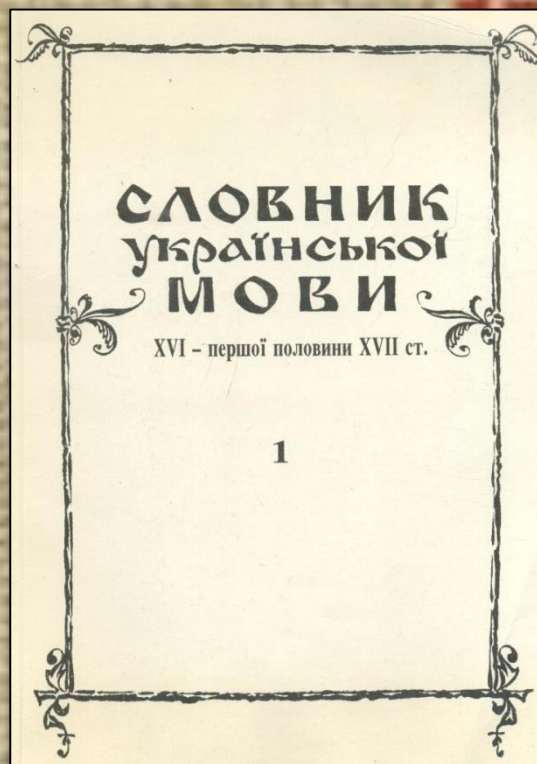 СЛОВНИК
української
МОВИ
XVI – першої половини XVII ст.
1